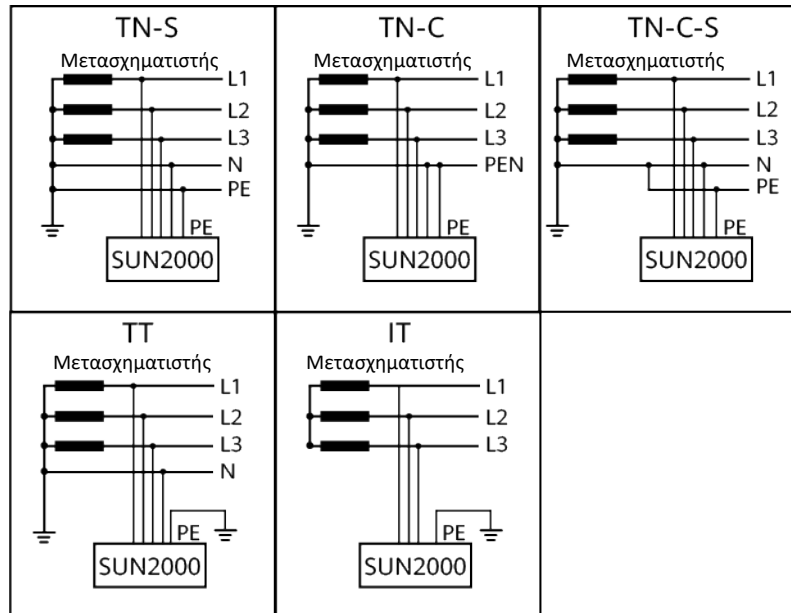 TN-S
Μετασχηματιστής
L1
L2
L3
N
PE
PE
SUN2000
TN-C
Μετασχηματιστής
L1
L2
L3
PEN
PE
SUN2000
TN-C-S
Μετασχηματιστής
L1
L2
L3
N
PE
PE
SUN2000
TT
Μετασχηματιστής
L1
L2
L3
N
PE
SUN2000
IT
Μετασχηματιστής
L1
L2
L3
PE
SUN2000